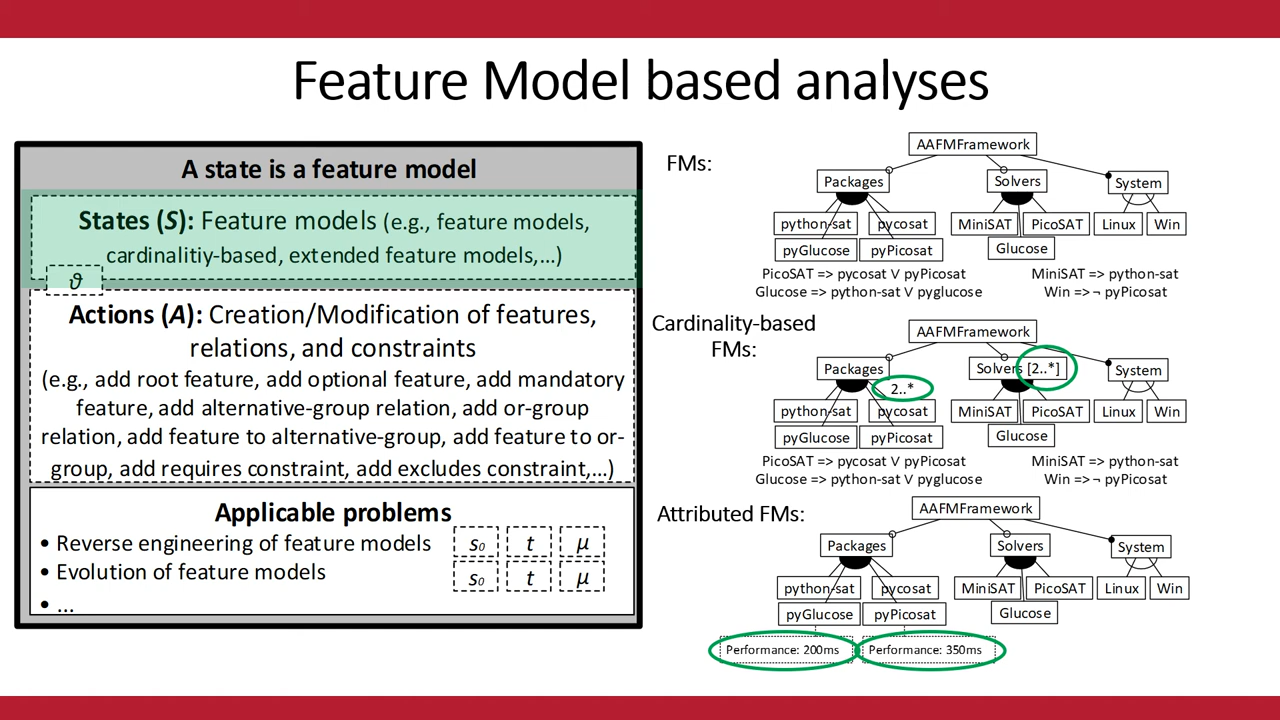 Feature Model based analyses
A state is a feature model
States (S): Feature models (e.g., feature models,
cardinalitiy-based, extended feature models,...)
ϑ
Actions (A): Creation/Modification of features,
relations, and constraints
(e.g., add root feature, add optional feature, add mandatory
feature, add alternative-group relation, add or-group
relation, add feature to alternative-group, add feature to or-
group, add requires constraint, add excludes constraint,...)
Applicable problems
• Reverse engineering of feature models s0 t μ
• Evolution of feature models s0 t μ
• ...
FMs:
AAFMFramework
Packages Solvers System
python-sat pycosat MiniSAT PicoSAT Linux Win
pyGlucose pyPicosat Glucose
PicoSAT => pycosat ∨ pyPicosat MiniSAT => python-sat
Glucose => python-sat ∨ pyglucose Win => ¬ pyPicosat
Cardinality-based
FMs:
AAFMFramework
Packages Solvers [2..*] System
2..*
python-sat pycosat MiniSAT PicoSAT Linux Win
pyGlucose pyPicosat Glucose
PicoSAT => pycosat ∨ pyPicosat MiniSAT => python-sat
Glucose => python-sat ∨ pyglucose Win => ¬ pyPicosat
Attributed FMs:
AAFMFramework
Packages Solvers System
python-sat pycosat MiniSAT PicoSAT Linux Win
pyGlucose pyPicosat Glucose
Performance: 200ms Performance: 350ms